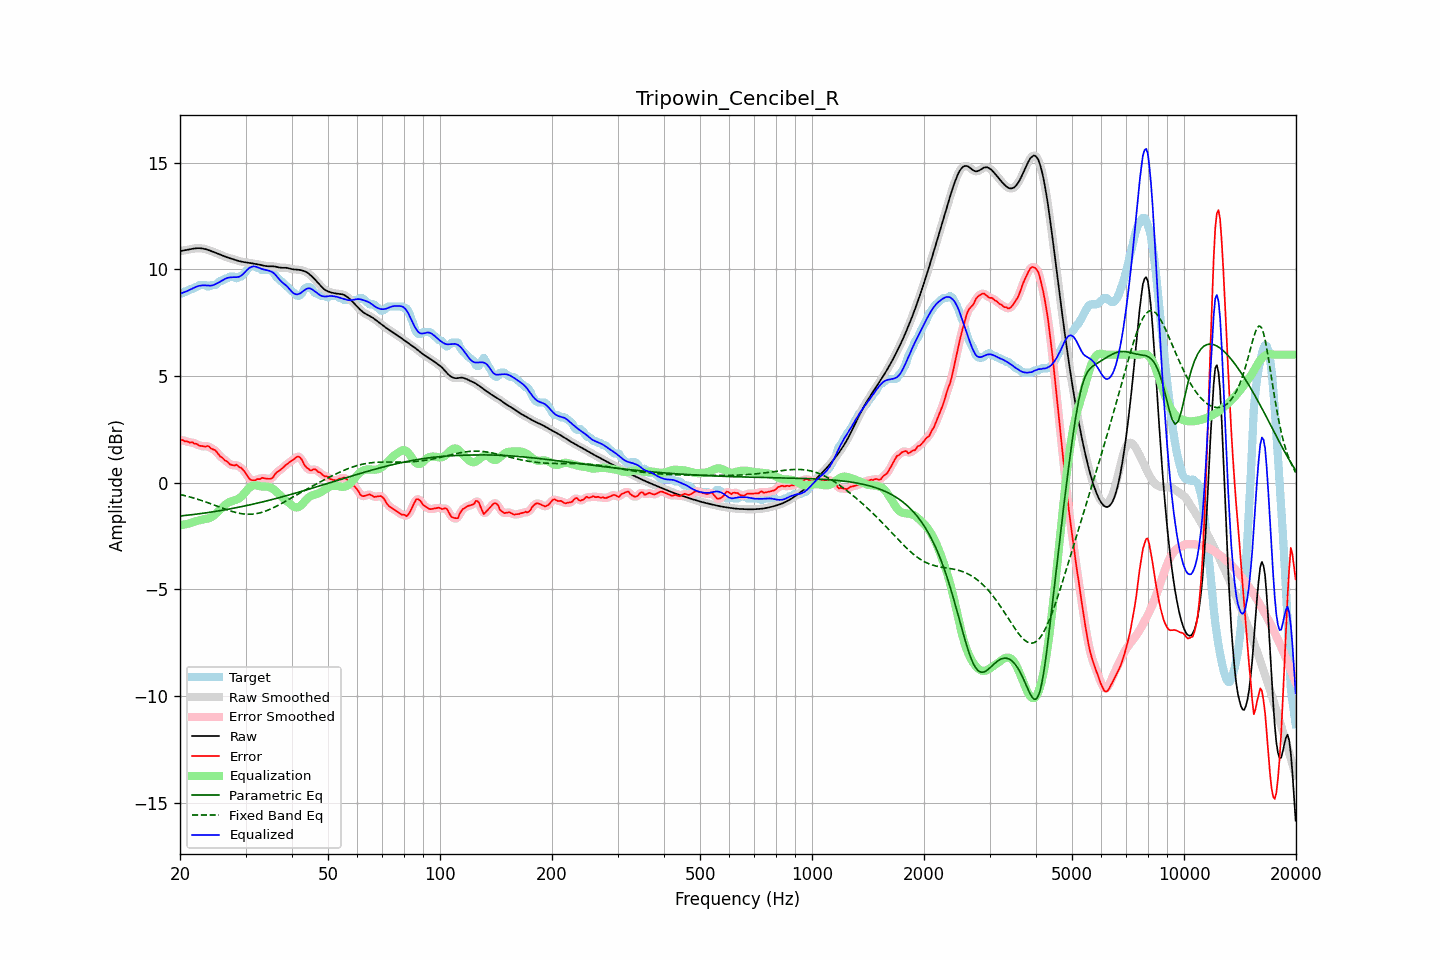 Tripowin_Cencibel_R
Amplitude (dBr)
15
10
5
0
−5
−10
−15
Target
Raw Smoothed
Error Smoothed
Raw
Error
Equalization
Parametric Eq
Fixed Band Eq
Equalized
20 50 100 200 500 1000 2000 5000 10000 20000
Frequency (Hz)